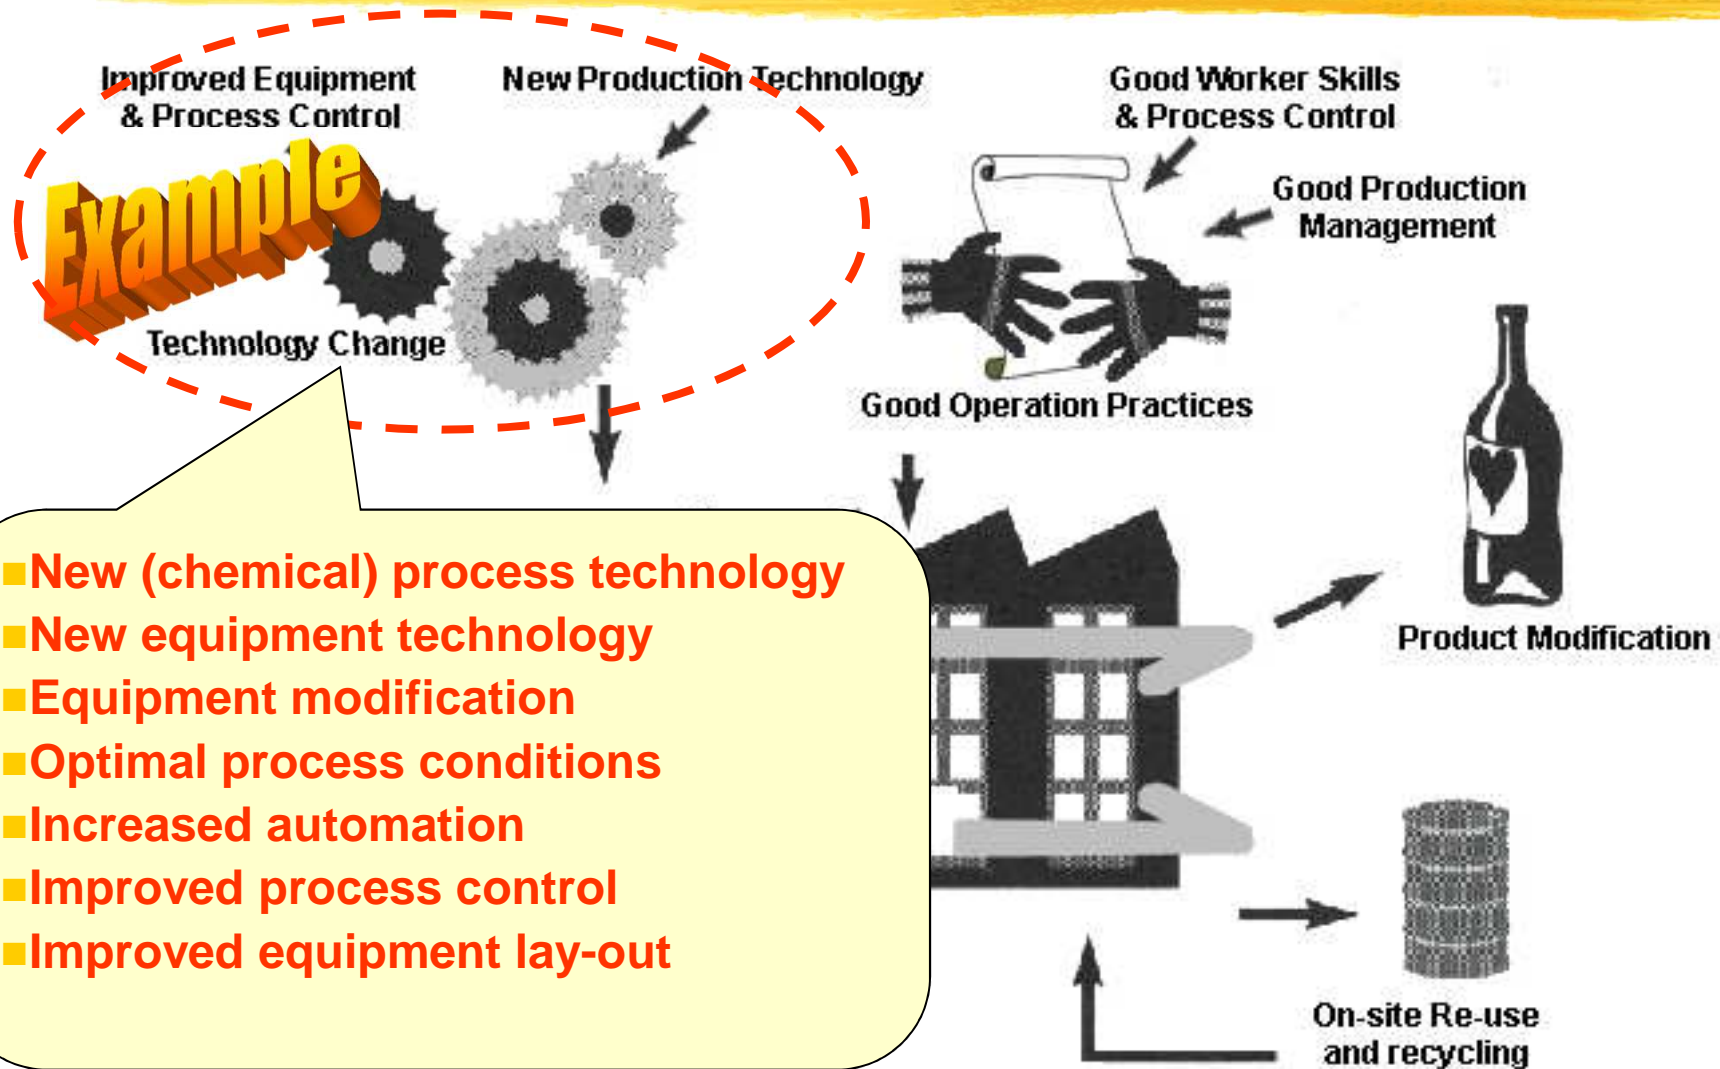 Improved Equipment
& Process Control
New Production Technology
Good Worker Skills
& Process Control
Good Production
Management
Example
Technology Change
Good Operation Practices
New (chemical) process technology
New equipment technology
Equipment modification
Optimal process conditions
Increased automation
Improved process control
Improved equipment lay-out
Product Modification
On-site Re-use
and recycling